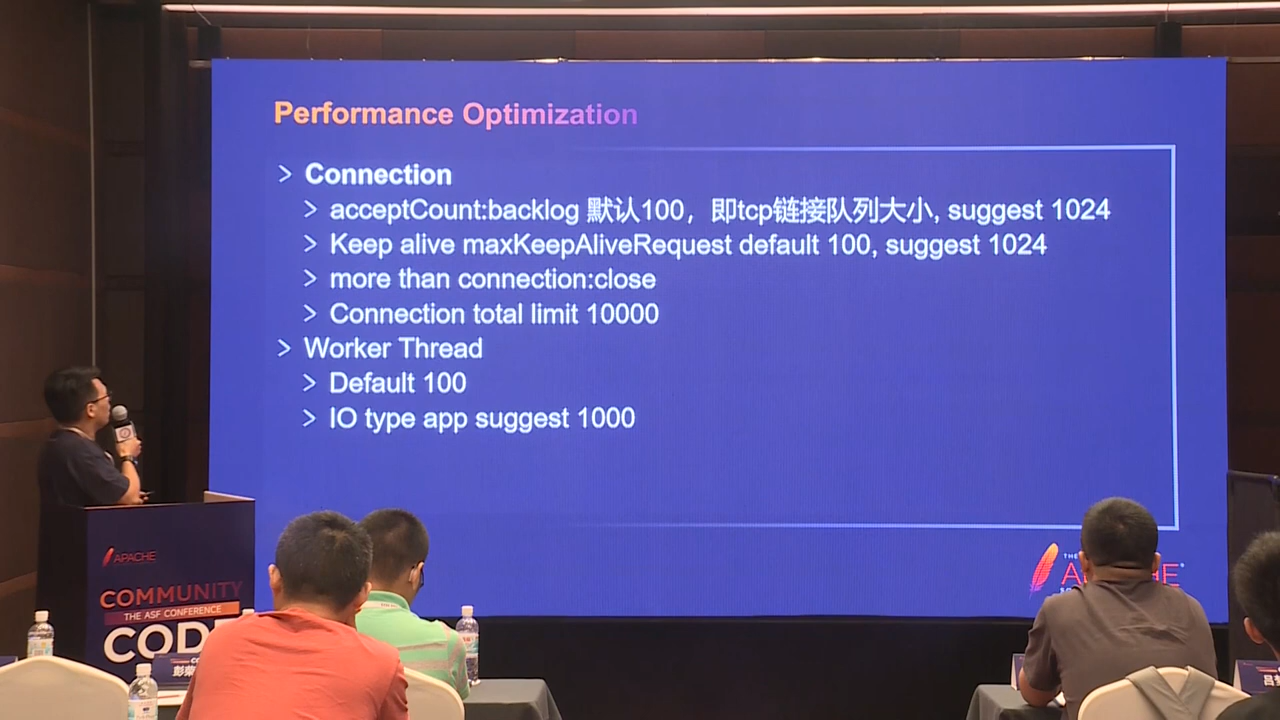 Performance Optimization
> Connection
> acceptCount:backlog 默认100，即tcp链接队列大小, suggest 1024
> Keep alive maxKeepAliveRequest default 100, suggest 1024
> more than connection:close
> Connection total limit 10000
> Worker Thread
> Default 100
> IO type app suggest 1000
APACHE
COMMUNITY
THE ASF CONFERENCE
CODE
THE